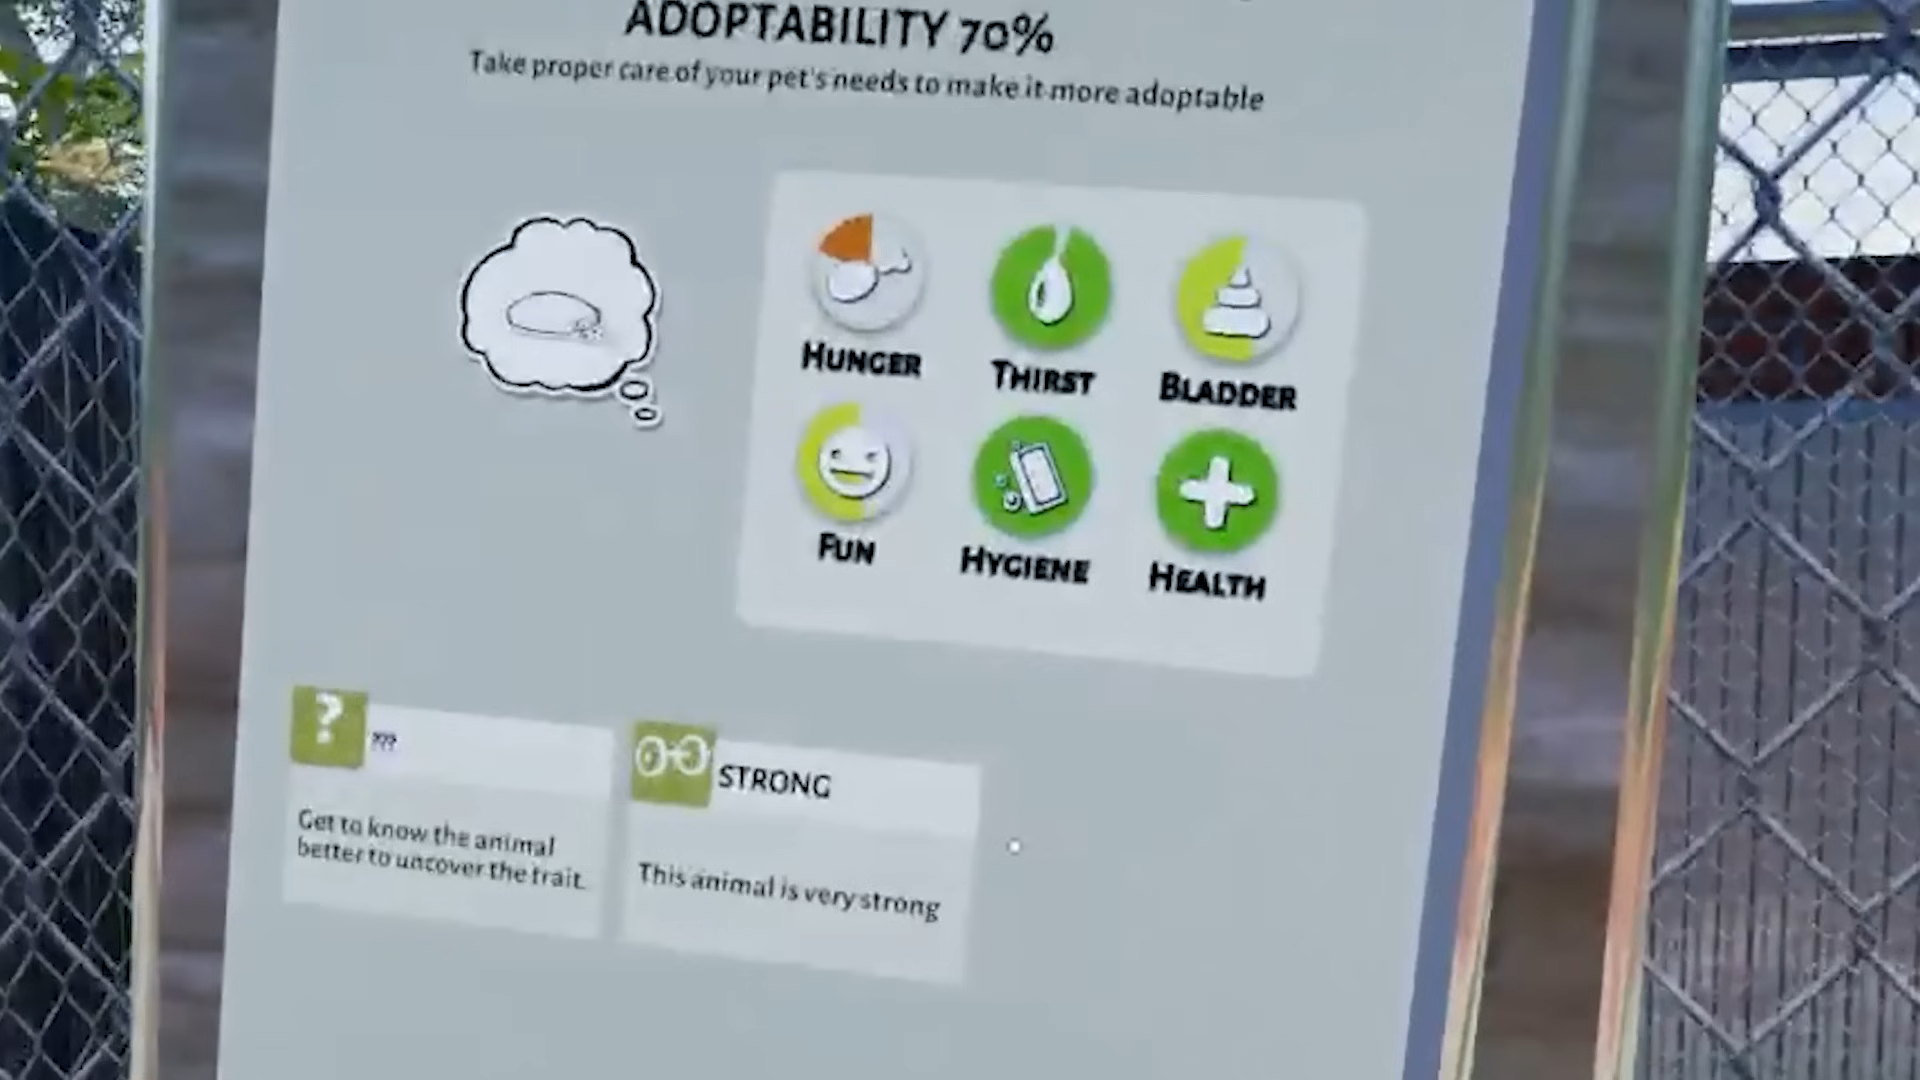 ADOPTABILITY 70%
Take proper care of your pet's needs to make it more adoptable
HUNGER
THIRST
BLADDER
FUN
HYGIENE
HEALTH
?
???
STRONG
Get to know the animal
better to uncover the trait.
This animal is very strong